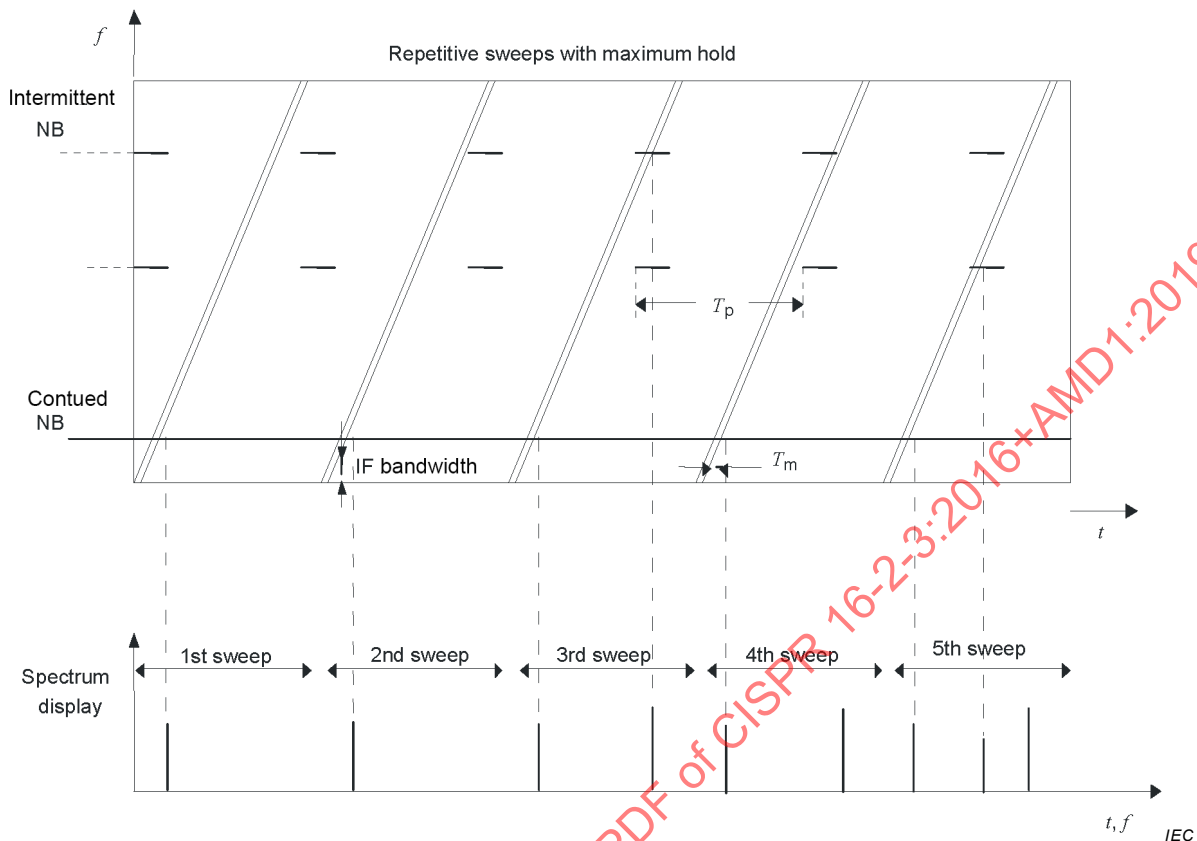 f
Repetitive sweeps with maximum hold
Intermittent
NB
Tp
Contued
NB
IF bandwidth
Tm
t
1st sweep
2nd sweep
3rd sweep
4th sweep
5th sweep
Spectrum
display
t, f
IEC
PDF of CISPR 16-2-3:2016+AMD1:2019